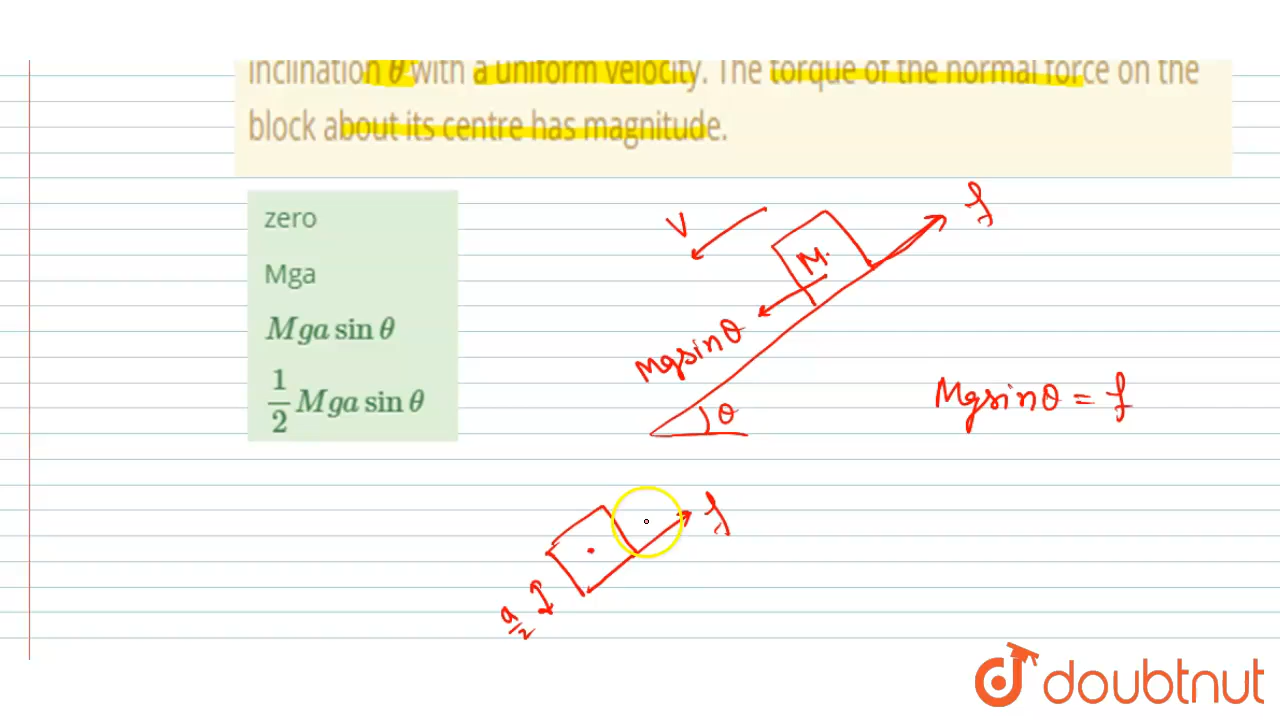 inclination θ with a uniform velocity. The torque of the normal force on the
block about its centre has magnitude.
zero
Mga
Mga sin θ
1/2 Mga sin θ
V
f
M.
Mgsinθ
θ
Mgsinθ = f
f
a/2
doubtnut